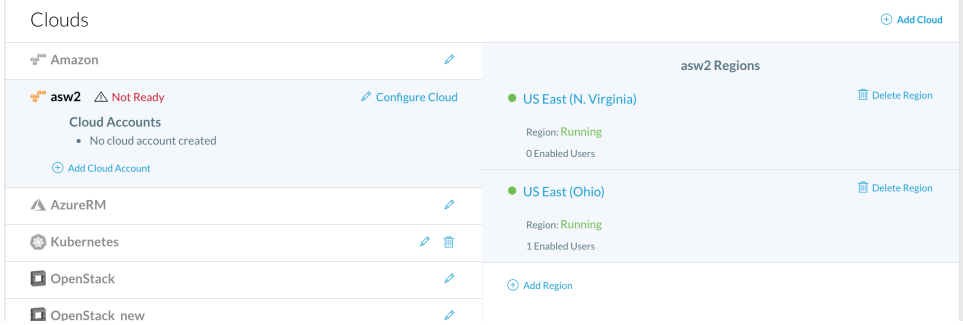 Clouds
Add Cloud
Amazon
asw2 Not Ready Configure Cloud
Cloud Accounts
• No cloud account created
Add Cloud Account
AzureRM
Kubernetes
OpenStack
OpenStack new
asw2 Regions
US East (N. Virginia) Delete Region
Region: Running
0 Enabled Users
US East (Ohio) Delete Region
Region: Running
1 Enabled Users
Add Region